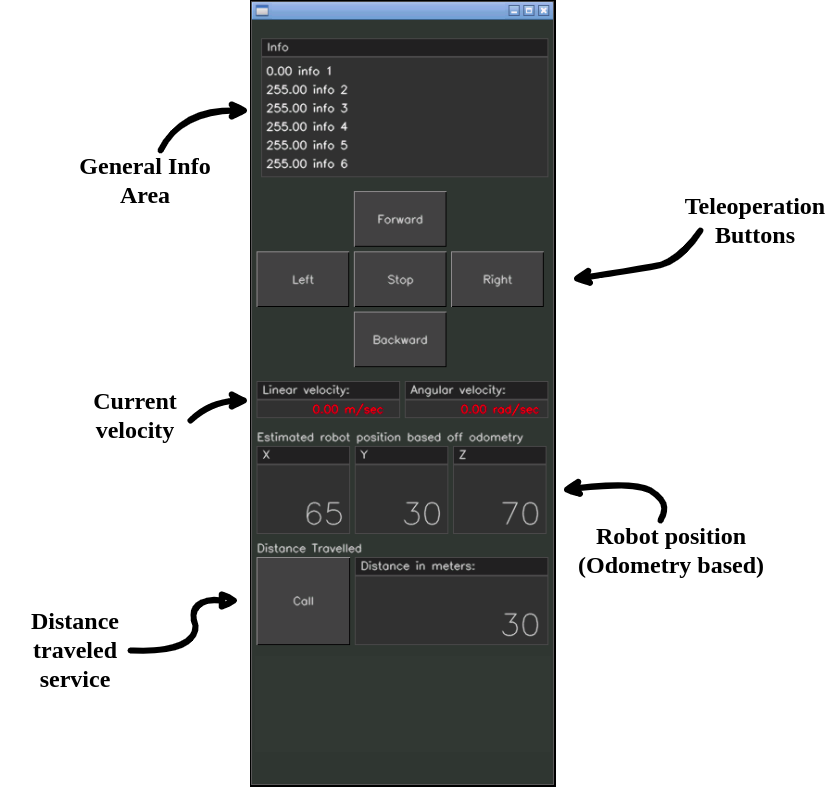 Info
0.00 info 1
255.00 info 2
255.00 info 3
255.00 info 4
255.00 info 5
255.00 info 6
General Info
Area
Forward
Teleoperation
Buttons
Left Stop Right
Backward
Linear velocity: Angular velocity:
0.00 m/sec 0.00 rad/sec
Current
velocity
Estimated robot position based off odometry
X Y Z
65 30 70
Robot position
(Odometry based)
Distance Travelled
Distance in meters:
Call
30
Distance
traveled
service